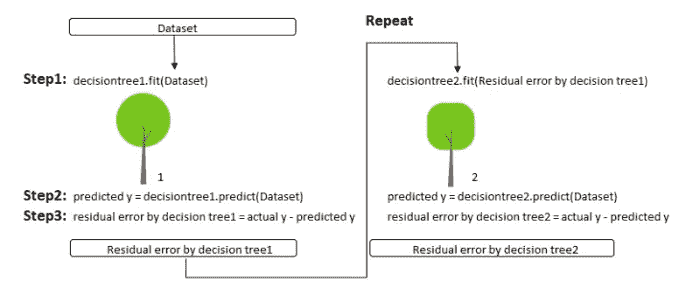 Dataset
Step1: decisiontree1.fit(Dataset)
1
Step2: predicted y = decisiontree1.predict(Dataset)
Step3: residual error by decision tree1 = actual y - predicted y
Residual error by decision tree1
Repeat
decisiontree2.fit(Residual error by decision tree1)
2
predicted y = decisiontree2.predict(Dataset)
residual error by decision tree2 = actual y - predicted y
Residual error by decision tree2